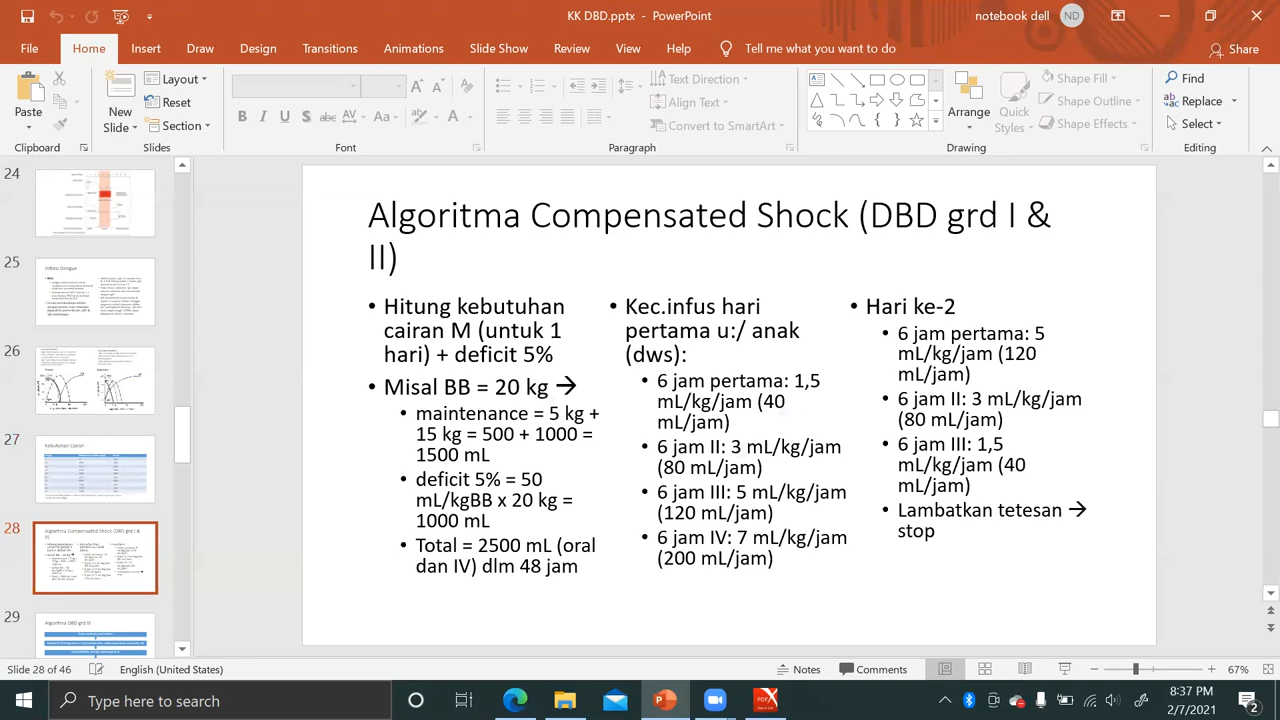 KK DBD.pptx - PowerPoint
notebook dell
ND
File Home Insert Draw Design Transitions Animations Slide Show Review View Help Tell me what you want to do Share
Paste
Clipboard
New Slide
Layout
Reset
Section
Slides
Font
Text Direction
Align Text
Convert to SmartArt
Paragraph
Arrange
Styles
Shape Fill
Shape Outline
Shape Effects
Drawing
Find
Replace
Select
Editing
24
25
Infeksi Dengue
26
27
Kebutuhan Cairan
28
Algoritma Compensated Shock (DBD grd I & II)
29
Algoritma DBD grd III
Algoritma Compensated Shock (DBD grd I &
II)
• Hitung kebutuhan
cairan M (untuk 1
hari) + deficit 5%
• Misal BB = 20 kg →
• maintenance = 5 kg +
15 kg = 500 + 1000 =
1500 mL
• deficit 5% = 50
mL/kgBB x 20 kg =
1000 mL
• Total = 2500 mL (oral
dan IV) dlm 48 jam
• Kec.infus hari
pertama u:/ anak
(dws):
• 6 jam pertama: 1,5
mL/kg/jam (40
mL/jam)
• 6 jam II: 3 mL/kg/jam
(80 mL/jam)
• 6 jam III: 5 mL/kg/jam
(120 mL/jam)
• 6 jam IV: 7 mL/kg/jam
(200 mL/jam)
• Hari ke-2
• 6 jam pertama: 5
mL/kg/jam (120
mL/jam)
• 6 jam II: 3 mL/kg/jam
(80 mL/jam)
• 6 jam III: 1,5
mL/kg/jam (40
mL/jam)
• Lambatkan tetesan →
stop
Slide 28 of 46
English (United States)
Notes
Comments
67%
Type here to search
8:37 PM
2/7/2021
2